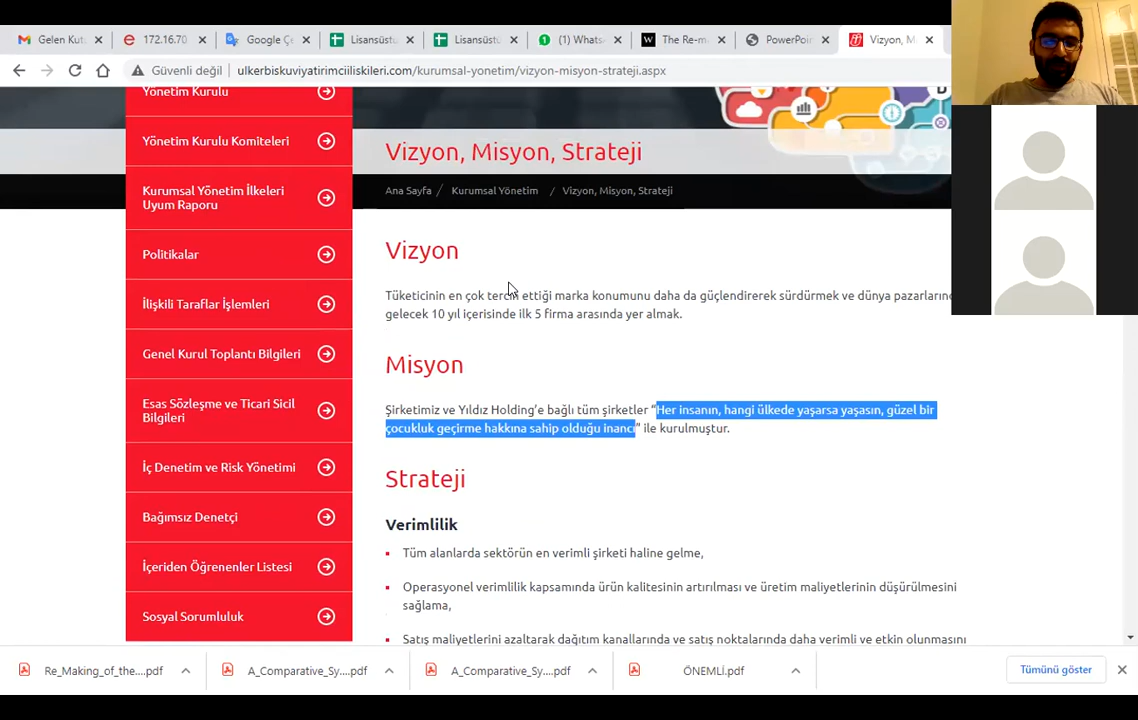 Gelen Kut
172.16.70
Google Çe
Lisansüst
Lisansüstü
(1) Whats
The Re-m
PowerPoi
Vizyon, M
Güvenli değil
ulkerbiskuviyatirimciiliskileri.com/kurumsal-yonetim/vizyon-misyon-strateji.aspx
Yönetim Kurulu
Yönetim Kurulu Komiteleri
Kurumsal Yönetim İlkeleri
Uyum Raporu
Politikalar
İlişkili Taraflar İşlemleri
Genel Kurul Toplantı Bilgileri
Esas Sözleşme ve Ticari Sicil
Bilgileri
İç Denetim ve Risk Yönetimi
Bağımsız Denetçi
İçeriden Öğrenenler Listesi
Sosyal Sorumluluk
Vizyon, Misyon, Strateji
Ana Sayfa / Kurumsal Yönetim / Vizyon, Misyon, Strateji
Vizyon
Tüketicinin en çok tercih ettiği marka konumunu daha da güçlendirerek sürdürmek ve dünya pazarların
gelecek 10 yıl içerisinde ilk 5 firma arasında yer almak.
Misyon
Şirketimiz ve Yıldız Holding’e bağlı tüm şirketler “Her insanın, hangi ülkede yaşarsa yaşasın, güzel bir
çocukluk geçirme hakkına sahip olduğu inancı” ile kurulmuştur.
Strateji
Verimlilik
Tüm alanlarda sektörün en verimli şirketi haline gelme,
Operasyonel verimlilik kapsamında ürün kalitesinin artırılması ve üretim maliyetlerinin düşürülmesini
sağlama,
Satış maliyetlerini azaltarak dağıtım kanallarında ve satış noktalarında daha verimli ve etkin olunmasını
Re_Making_of_the....pdf
A_Comparative_Sy....pdf
A_Comparative_Sy....pdf
ÖNEMLİ.pdf
Tümünü göster